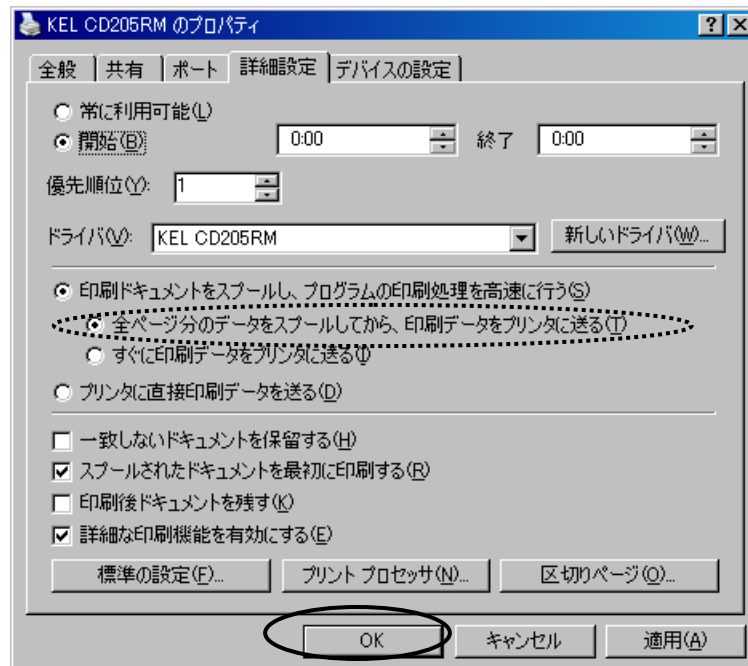 KEL CD205RM のプロパティ
全般 共有 ポート 詳細設定 デバイスの設定
常に利用可能(L)
開始(B) 0:00 終了 0:00
優先順位(Y): 1
ドライバ(V): KEL CD205RM 新しいドライバ(W)...
印刷ドキュメントをスプールし、プログラムの印刷処理を高速に行う(S)
全ページ分のデータをスプールしてから、印刷データをプリンタに送る(T)
すぐに印刷データをプリンタに送る(I)
プリンタに直接印刷データを送る(D)
一致しないドキュメントを保留する(H)
スプールされたドキュメントを最初に印刷する(R)
印刷後ドキュメントを残す(K)
詳細な印刷機能を有効にする(E)
標準の設定(F)... プリント プロセッサ(N)... 区切りページ(O)...
OK キャンセル 適用(A)